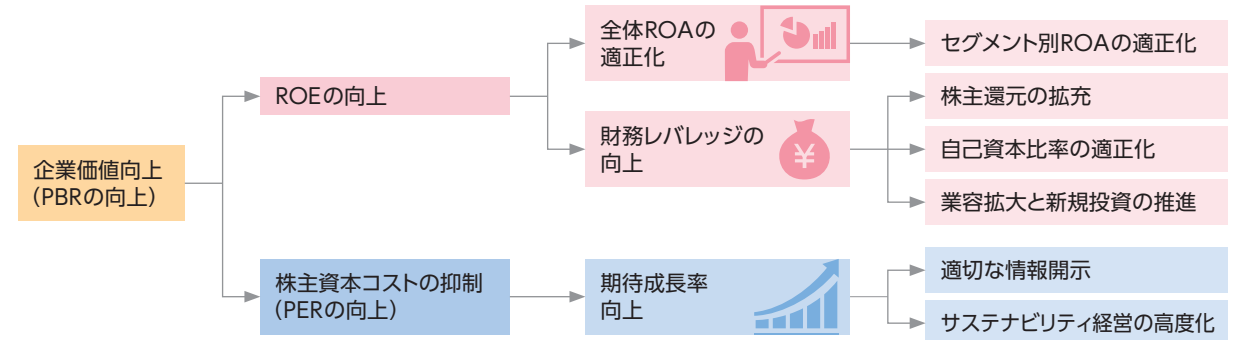 企業価値向上
(PBRの向上)
ROEの向上
全体ROAの
適正化
セグメント別ROAの適正化
財務レバレッジの
向上
¥
株主還元の拡充
自己資本比率の適正化
業容拡大と新規投資の推進
株主資本コストの抑制
(PERの向上)
期待成長率
向上
適切な情報開示
サステナビリティ経営の高度化